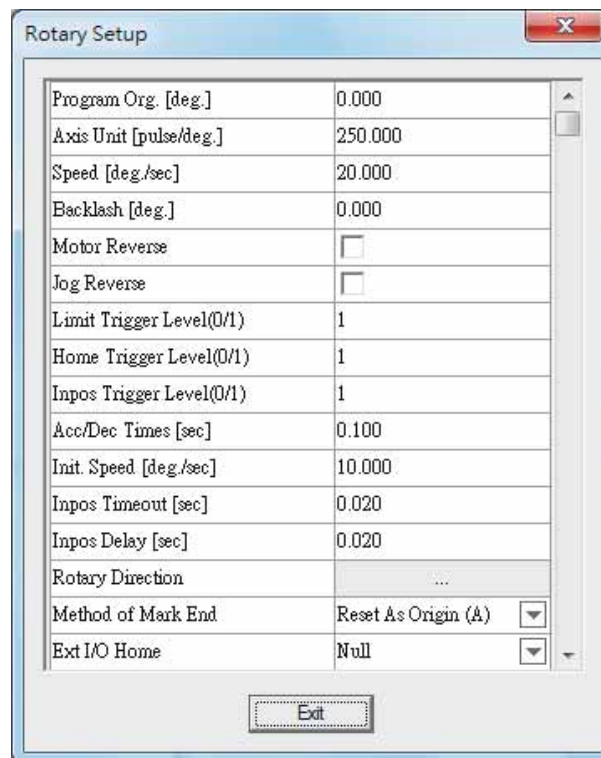 Rotary Setup
Program Org. [deg.] 0.000
Axis Unit [pulse/deg.] 250.000
Speed [deg./sec] 20.000
Backlash [deg.] 0.000
Motor Reverse
Jog Reverse
Limit Trigger Level(0/1) 1
Home Trigger Level(0/1) 1
Inpos Trigger Level(0/1) 1
Acc/Dec Times [sec] 0.100
Init. Speed [deg./sec] 10.000
Inpos Timeout [sec] 0.020
Inpos Delay [sec] 0.020
Rotary Direction ...
Method of Mark End Reset As Origin (A)
Ext I/O Home Null
Exit